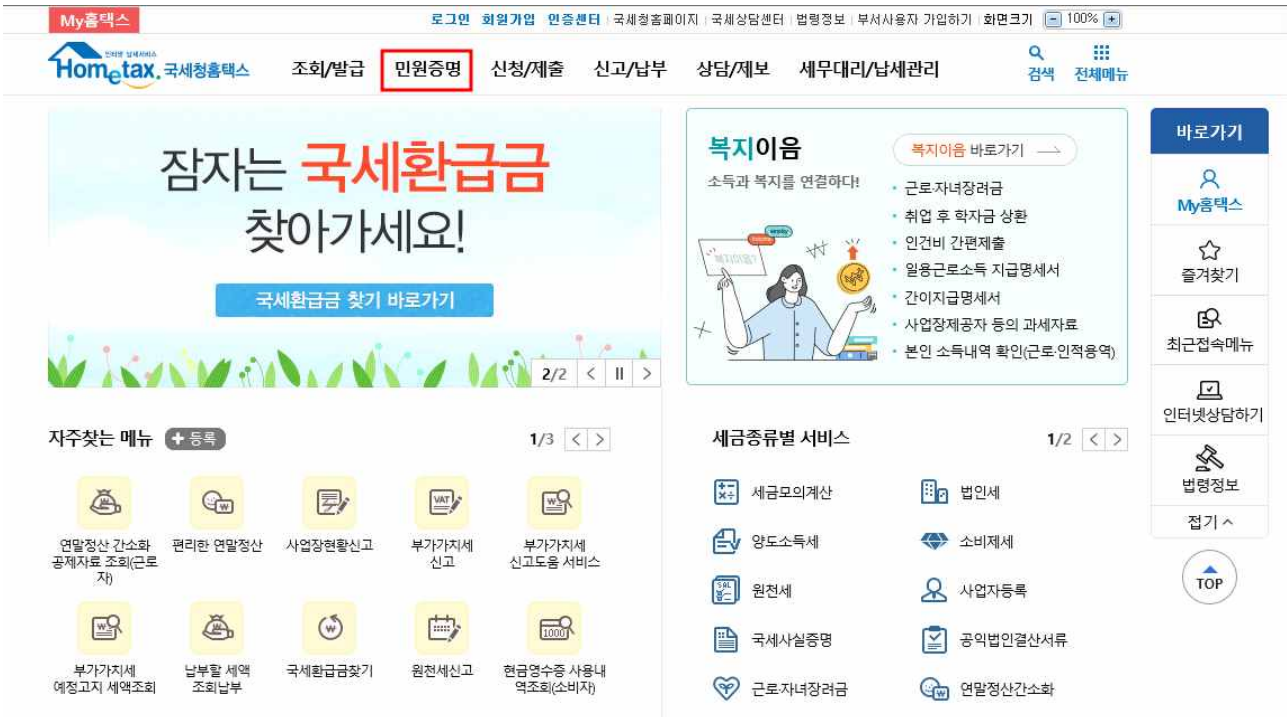 My홈택스
로그인 회원가입 인증센터 국세청홈페이지 국세상담센터 법령정보 부서사용자 가입하기 화면크기 100%
인터넷 납세서비스
Hometax. 국세청홈택스
조회/발급 민원증명 신청/제출 신고/납부 상담/제보 세무대리/납세관리
검색 전체메뉴
잠자는 국세환급금
찾아가세요!
국세환급금 찾기 바로가기
2/2
복지이음
복지이음 바로가기
소득과 복지를 연결하다!
근로·자녀장려금
취업 후 학자금 상환
인건비 간편제출
일용근로소득 지급명세서
간이지급명세서
사업장제공자 등의 과세자료
본인 소득내역 확인(근로·인적용역)
복지이음?
바로가기
My홈택스
즐겨찾기
최근접속메뉴
인터넷상담하기
법령정보
접기
TOP
자주찾는 메뉴 + 등록 1/3
연말정산 간소화
공제자료 조회(근로
자)
편리한 연말정산
사업장현황신고
VAT
부가가치세
신고
부가가치세
신고도움 서비스
부가가치세
예정고지 세액조회
납부할 세액
조회납부
국세환급금찾기
원천세신고
1000
현금영수증 사용내
역조회(소비자)
세금종류별 서비스 1/2
세금모의계산
법인세
양도소득세
소비제세
SAL
원천세
사업자등록
국세사실증명
공익법인결산서류
근로·자녀장려금
연말정산간소화